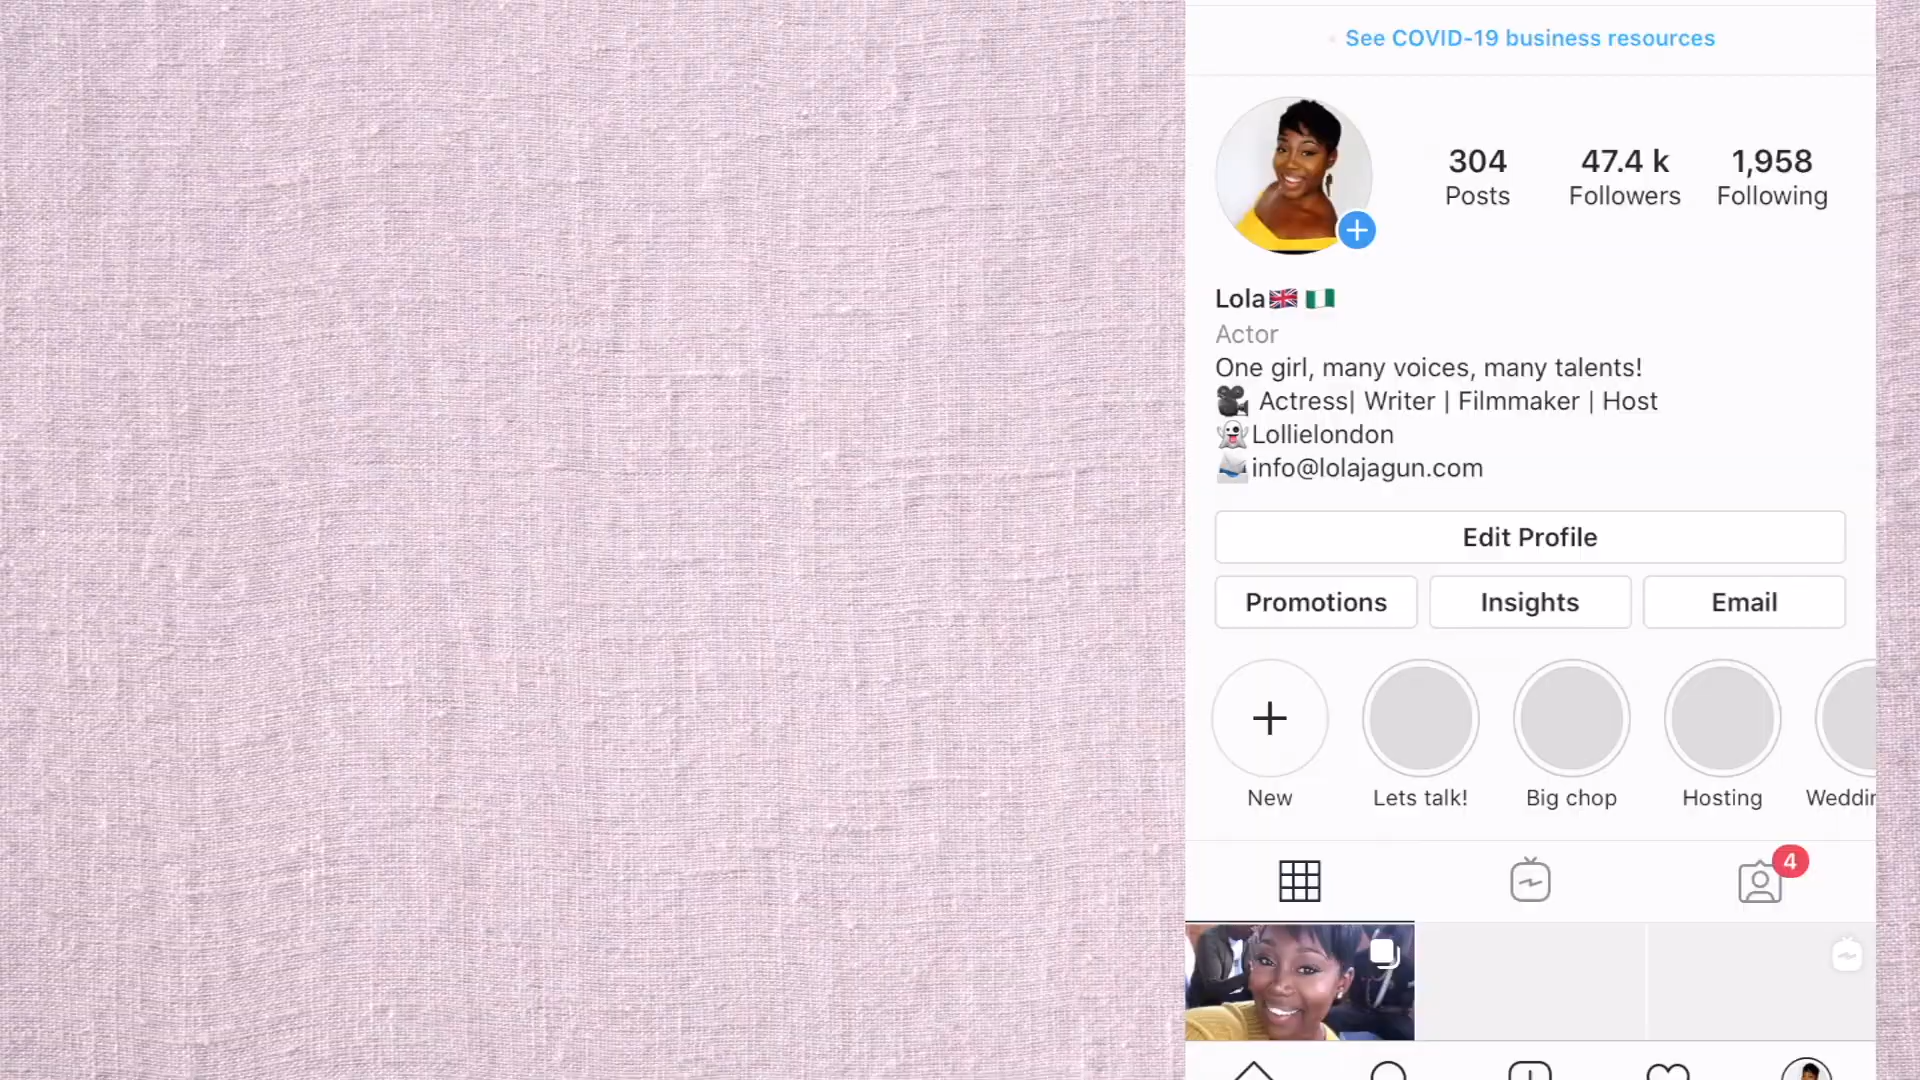 See COVID-19 business resources
304 47.4 k 1,958
Posts Followers Following
Lola🇬🇧 🇳🇬
Actor
One girl, many voices, many talents!
🎥 Actress| Writer | Filmmaker | Host
👻Lollielondon
📨info@lolajagun.com
Edit Profile
Promotions Insights Email
New Lets talk! Big chop Hosting Weddin
4